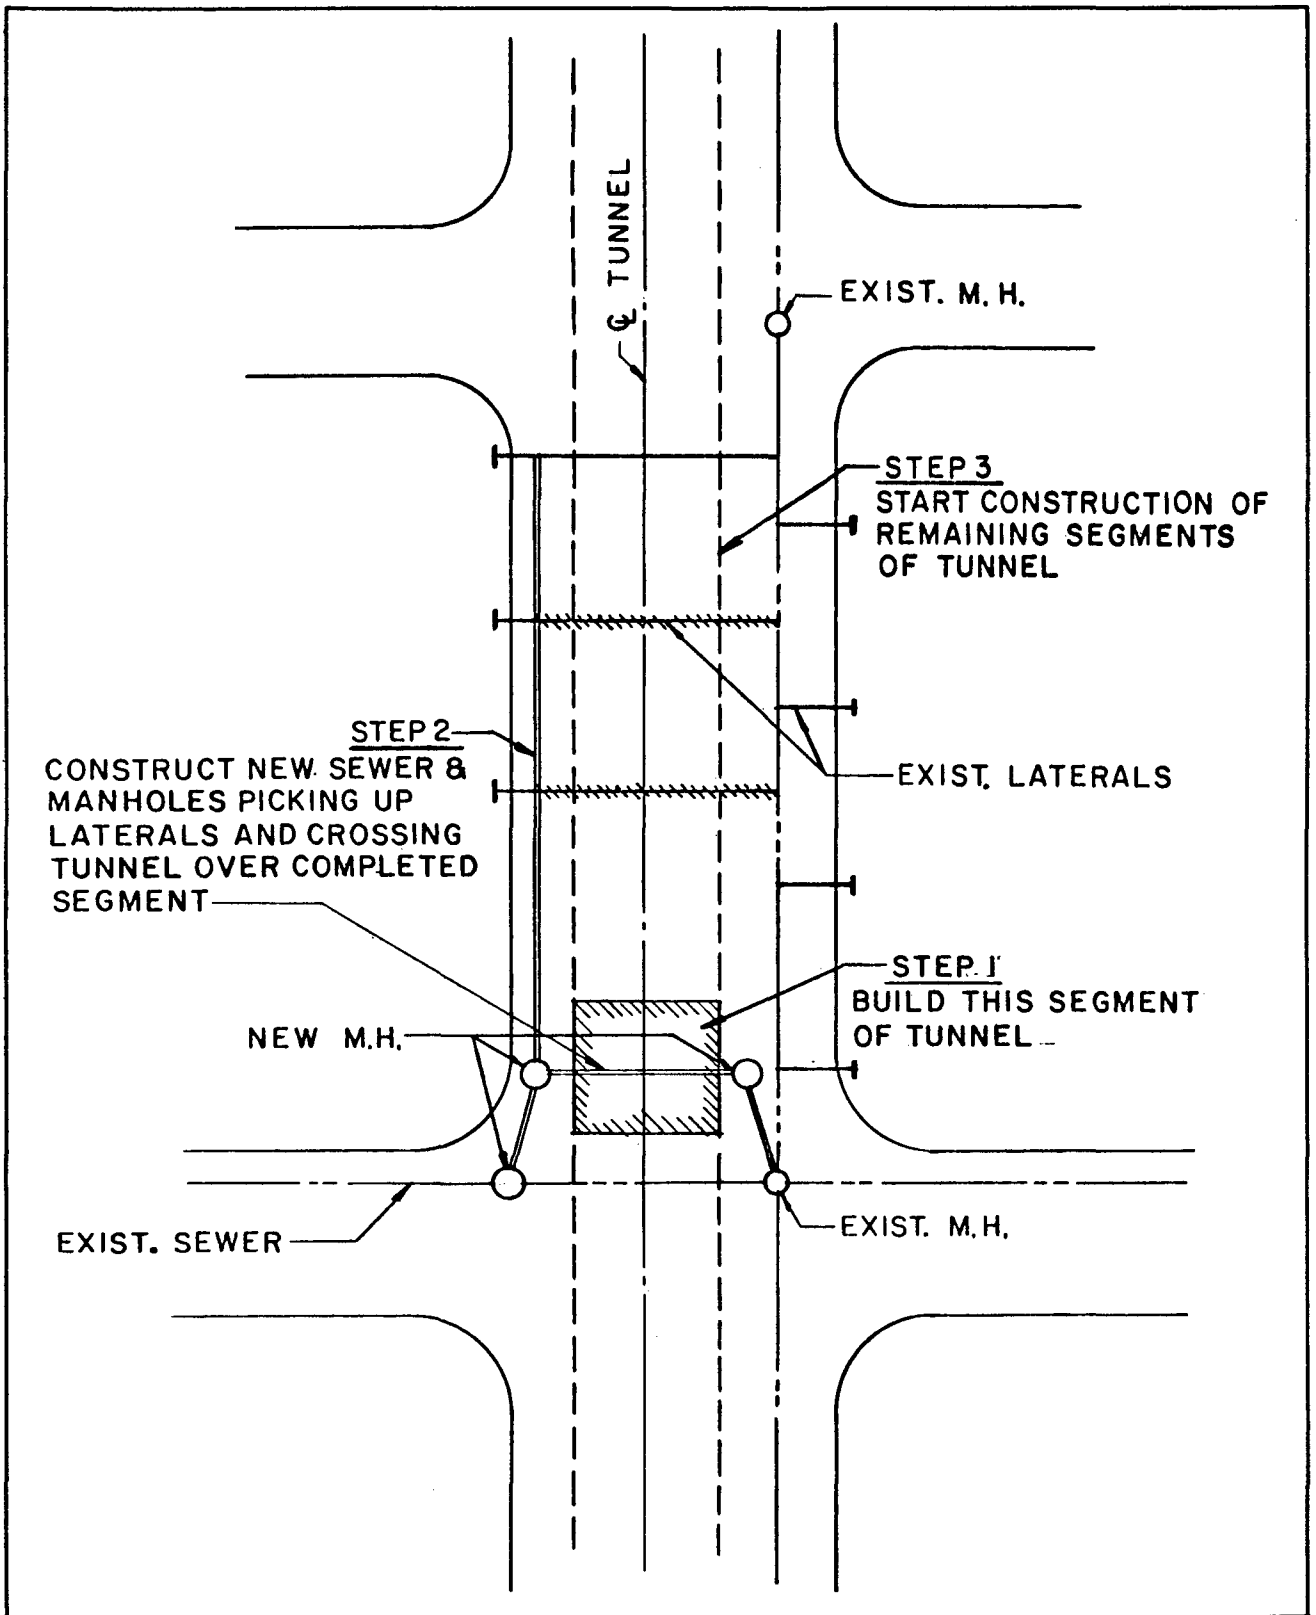 ℄ TUNNEL
EXIST. M. H.
STEP 3
START CONSTRUCTION OF
REMAINING SEGMENTS
OF TUNNEL
STEP 2
CONSTRUCT NEW SEWER &
MANHOLES PICKING UP
LATERALS AND CROSSING
TUNNEL OVER COMPLETED
SEGMENT
EXIST. LATERALS
STEP 1
BUILD THIS SEGMENT
OF TUNNEL
NEW M.H.
EXIST. SEWER
EXIST. M.H.